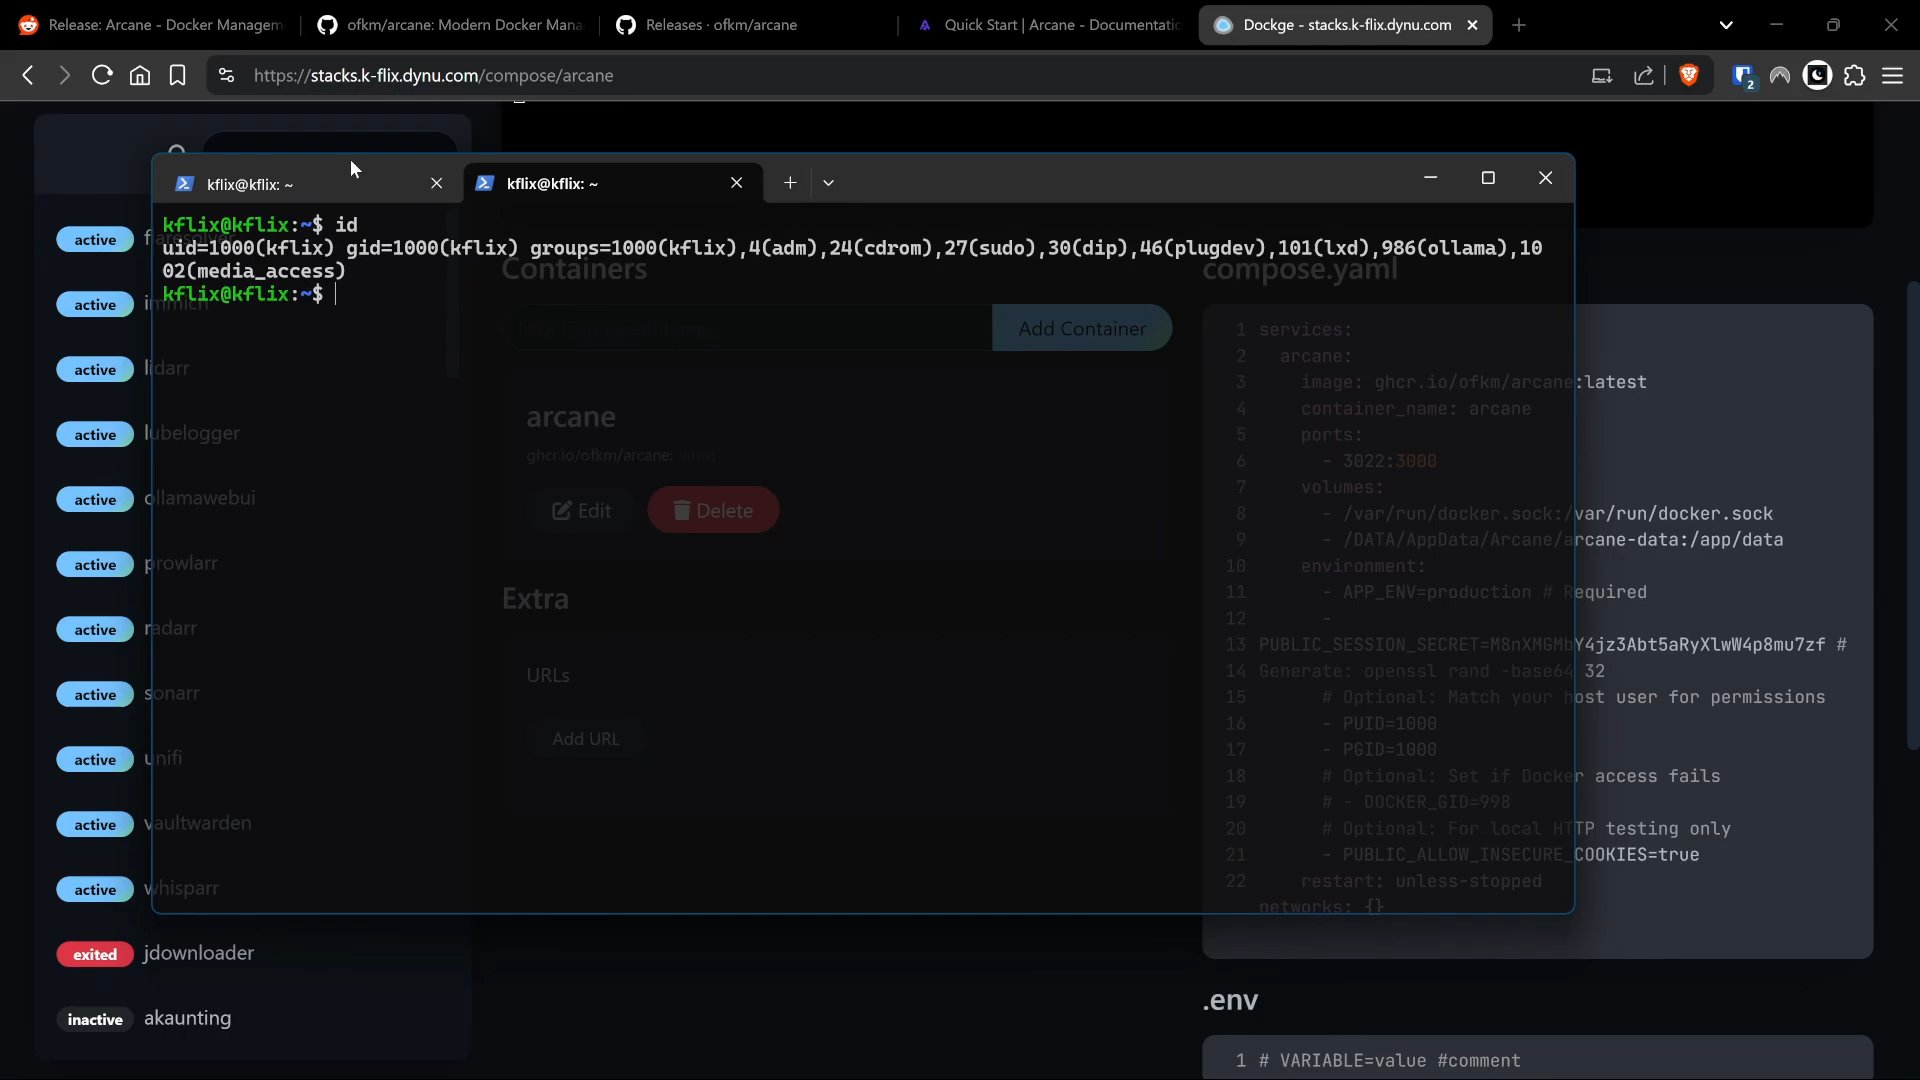 Release: Arcane - Docker Managem
ofkm/arcane: Modern Docker Mana
Releases · ofkm/arcane
Quick Start | Arcane - Documentatio
Dockge - stacks.k-flix.dynu.com
https://stacks.k-flix.dynu.com/compose/arcane
2
kflix@kflix: ~
kflix@kflix: ~
kflix@kflix:~$ id
uid=1000(kflix) gid=1000(kflix) groups=1000(kflix),4(adm),24(cdrom),27(sudo),30(dip),46(plugdev),101(lxd),986(ollama),10
02(media_access)
kflix@kflix:~$
active flaresolverr
active immich
active lidarr
active lubelogger
active ollamawebui
active prowlarr
active radarr
active sonarr
active unifi
active vaultwarden
active whisparr
exited jdownloader
inactive akaunting
Containers
Add Container
arcane
ghcr.io/ofkm/arcane: latest
Edit
Delete
Extra
URLs
Add URL
compose.yaml
1 services:
2 arcane:
3 image: ghcr.io/ofkm/arcane:latest
4 container_name: arcane
5 ports:
6 - 3022:3000
7 volumes:
8 - /var/run/docker.sock:/var/run/docker.sock
9 - /DATA/AppData/Arcane/arcane-data:/app/data
10 environment:
11 - APP_ENV=production # Required
12 -
13 PUBLIC_SESSION_SECRET=M8nXMGMbY4jz3Abt5aRyXlwW4p8mu7zf #
14 Generate: openssl rand -base64 32
15 # Optional: Match your host user for permissions
16 - PUID=1000
17 - PGID=1000
18 # Optional: Set if Docker access fails
19 # - DOCKER_GID=998
20 # Optional: For local HTTP testing only
21 - PUBLIC_ALLOW_INSECURE_COOKIES=true
22 restart: unless-stopped
networks: {}
.env
1 # VARIABLE=value #comment